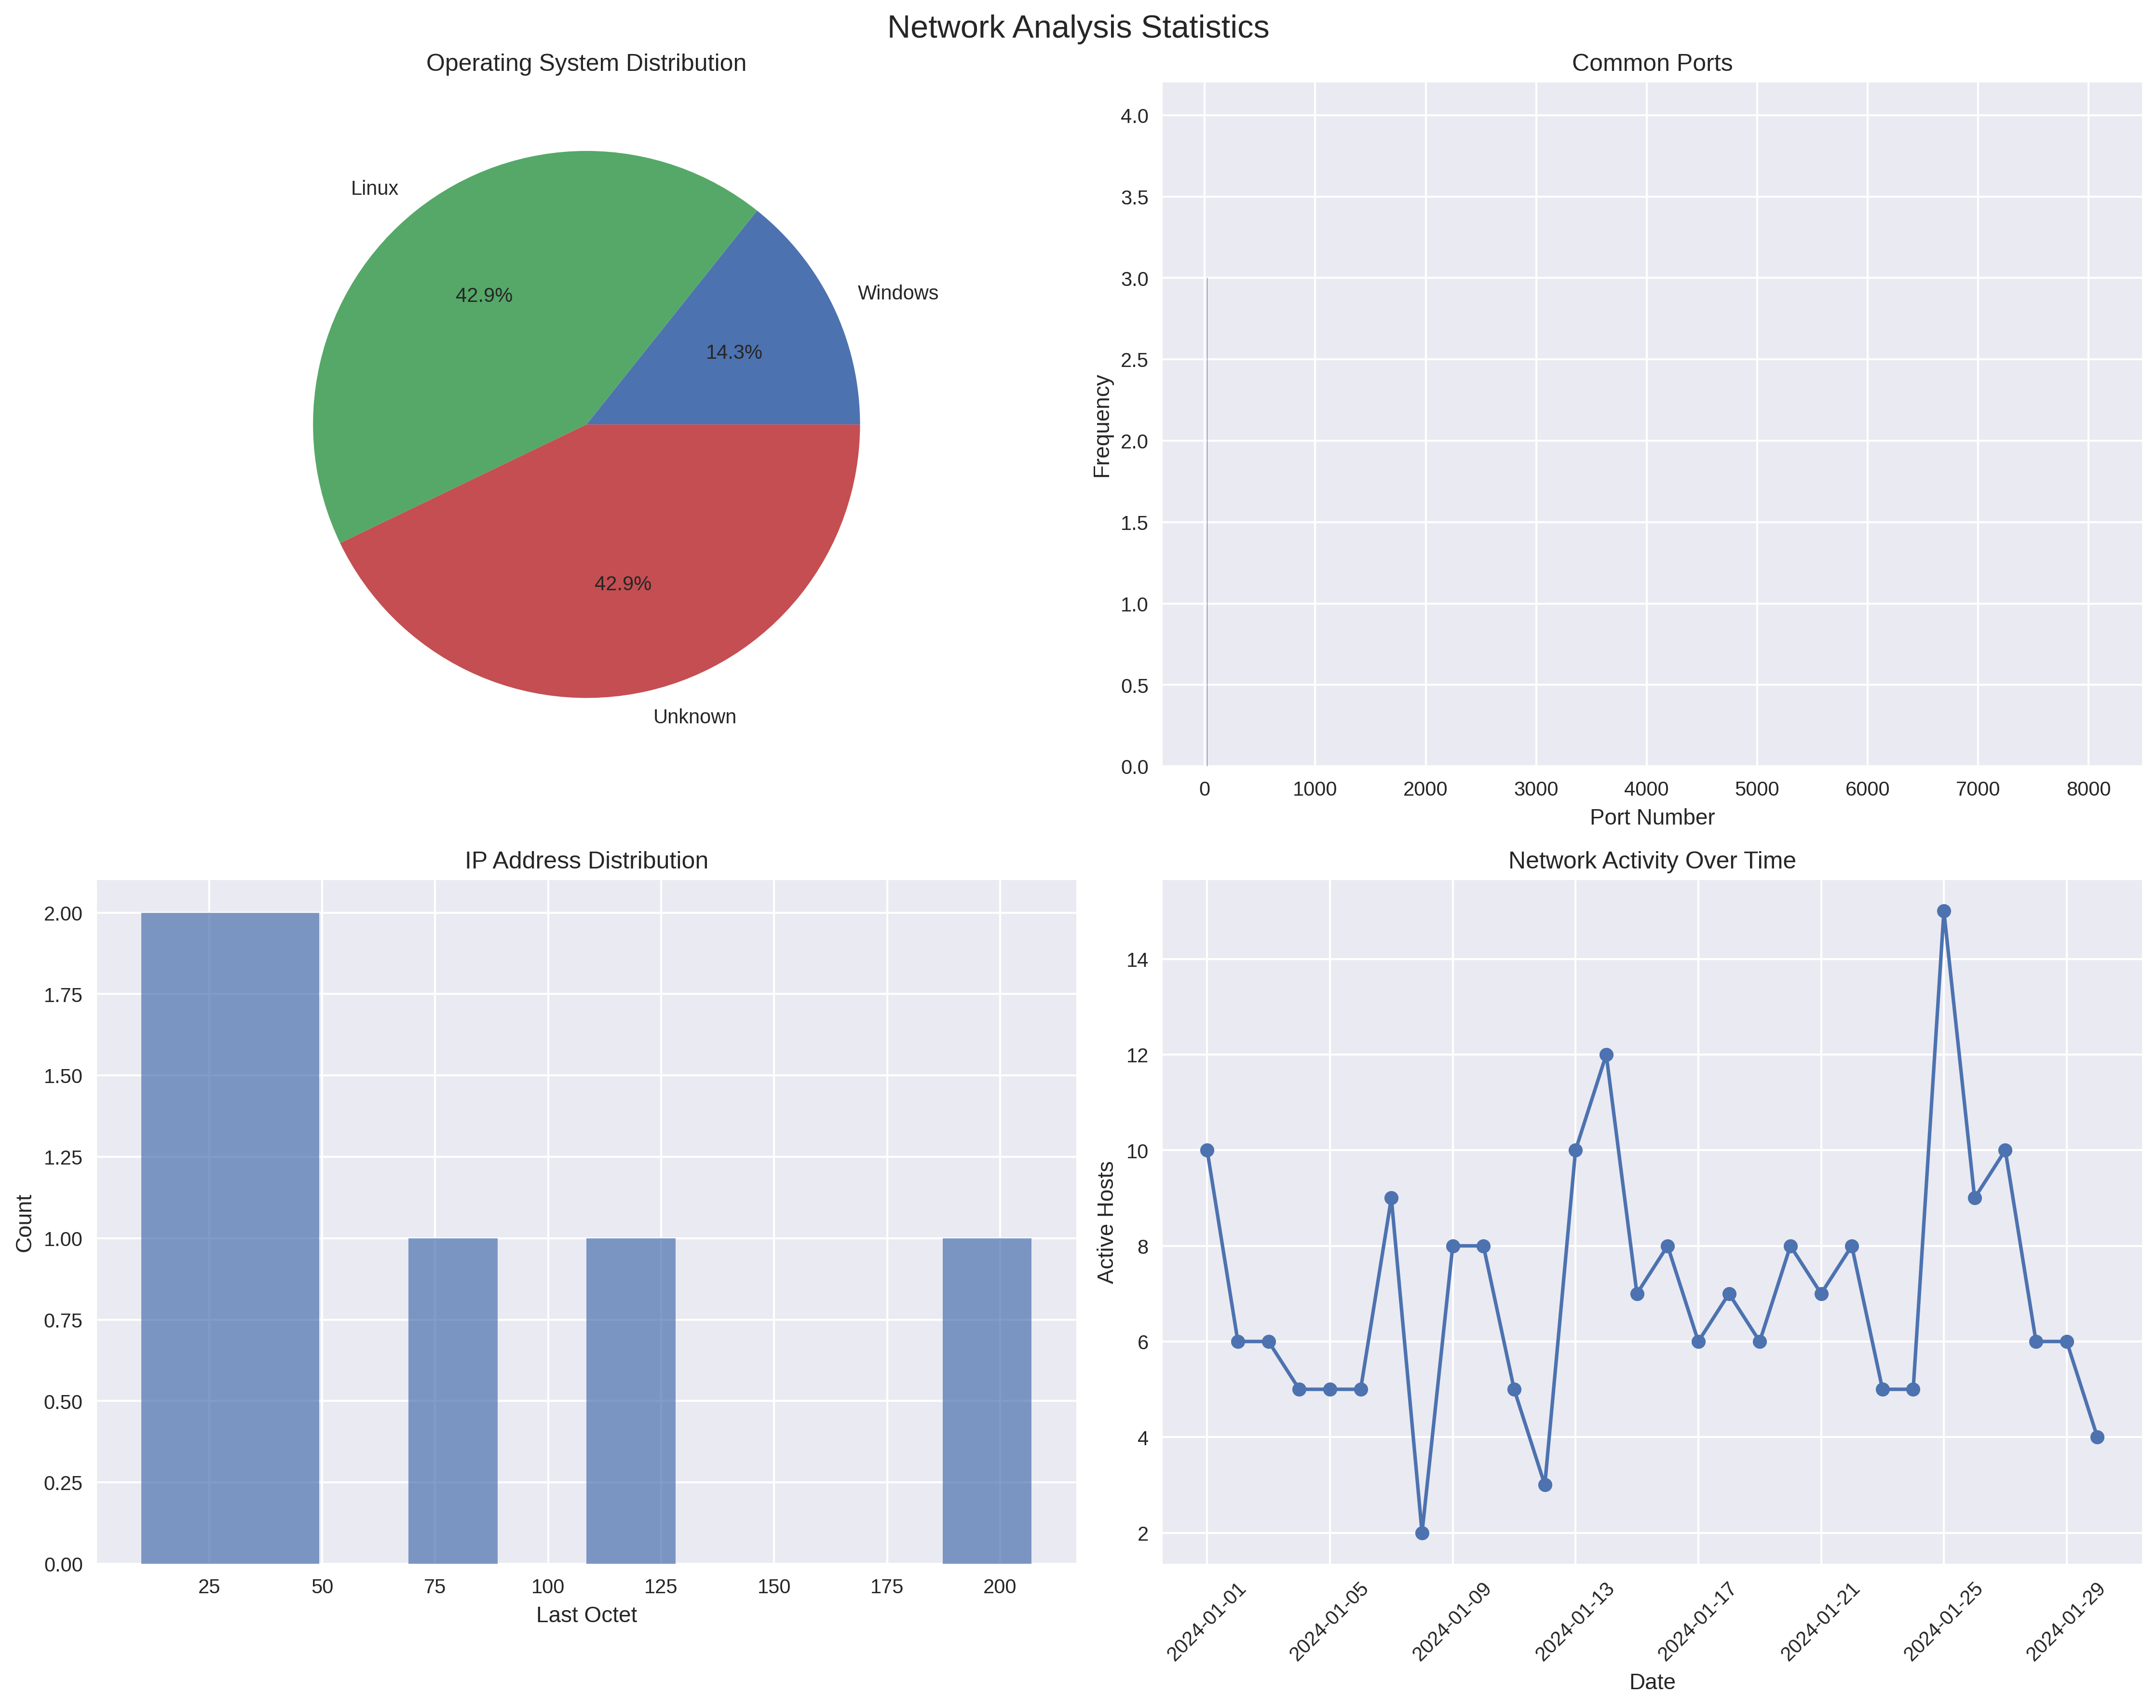 Network Analysis Statistics
Operating System Distribution
Linux
Windows
42.9%
14.3%
42.9%
Unknown
Common Ports
4.0
3.5
3.0
2.5
2.0
1.5
1.0
0.5
0.0
Frequency
0 1000 2000 3000 4000 5000 6000 7000 8000
Port Number
IP Address Distribution
2.00
1.75
1.50
1.25
1.00
0.75
0.50
0.25
0.00
Count
25 50 75 100 125 150 175 200
Last Octet
Network Activity Over Time
14
12
10
8
6
4
2
Active Hosts
2024-01-01 2024-01-05 2024-01-09 2024-01-13 2024-01-17 2024-01-21 2024-01-25 2024-01-29
Date